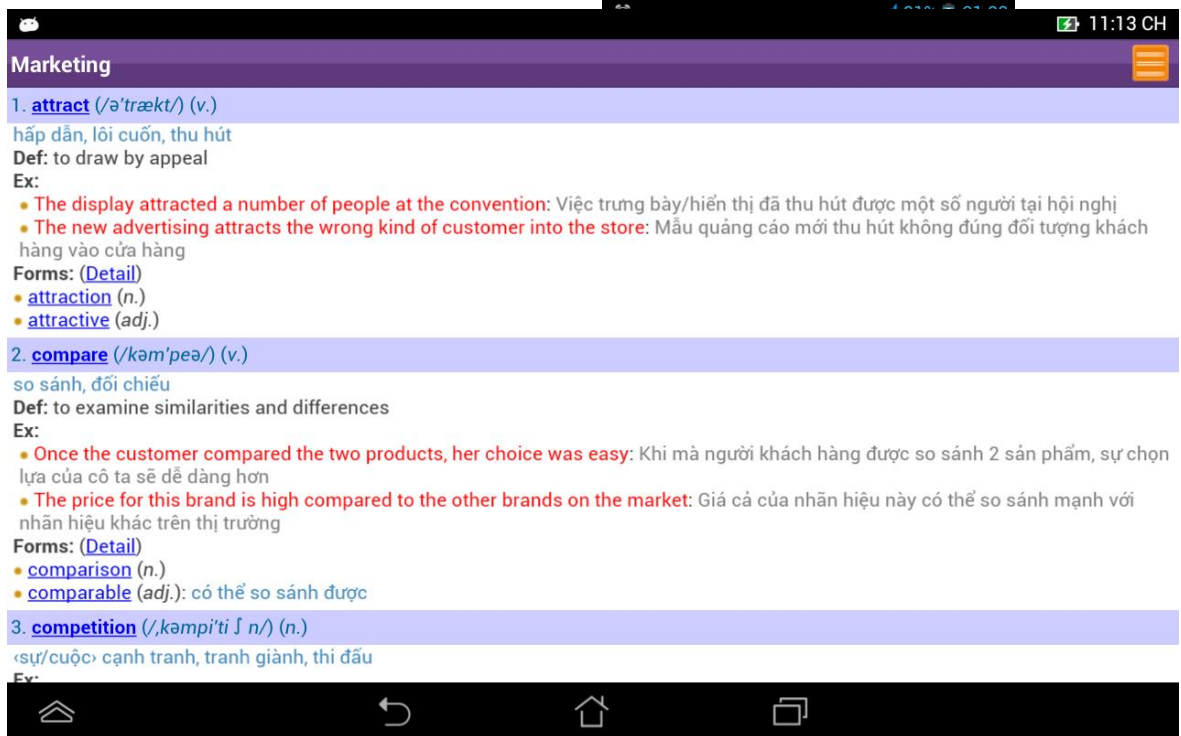 11:13 CH
Marketing
1. attract (/ə'trækt/) (v.)
hấp dẫn, lôi cuốn, thu hút
Def: to draw by appeal
Ex:
• The display attracted a number of people at the convention: Việc trưng bày/hiển thị đã thu hút được một số người tại hội nghị
• The new advertising attracts the wrong kind of customer into the store: Mẫu quảng cáo mới thu hút không đúng đối tượng khách
hàng vào cửa hàng
Forms: (Detail)
• attraction (n.)
• attractive (adj.)
2. compare (/kəm'peə/) (v.)
so sánh, đối chiếu
Def: to examine similarities and differences
Ex:
• Once the customer compared the two products, her choice was easy: Khi mà người khách hàng được so sánh 2 sản phẩm, sự chọn
lựa của cô ta sẽ dễ dàng hơn
• The price for this brand is high compared to the other brands on the market: Giá cả của nhãn hiệu này có thể so sánh mạnh với
nhãn hiệu khác trên thị trường
Forms: (Detail)
• comparison (n.)
• comparable (adj.): có thể so sánh được
3. competition (/,kəmpi'ti ʃ n/) (n.)
‹sự/cuộc› cạnh tranh, tranh giành, thi đấu
Ex: